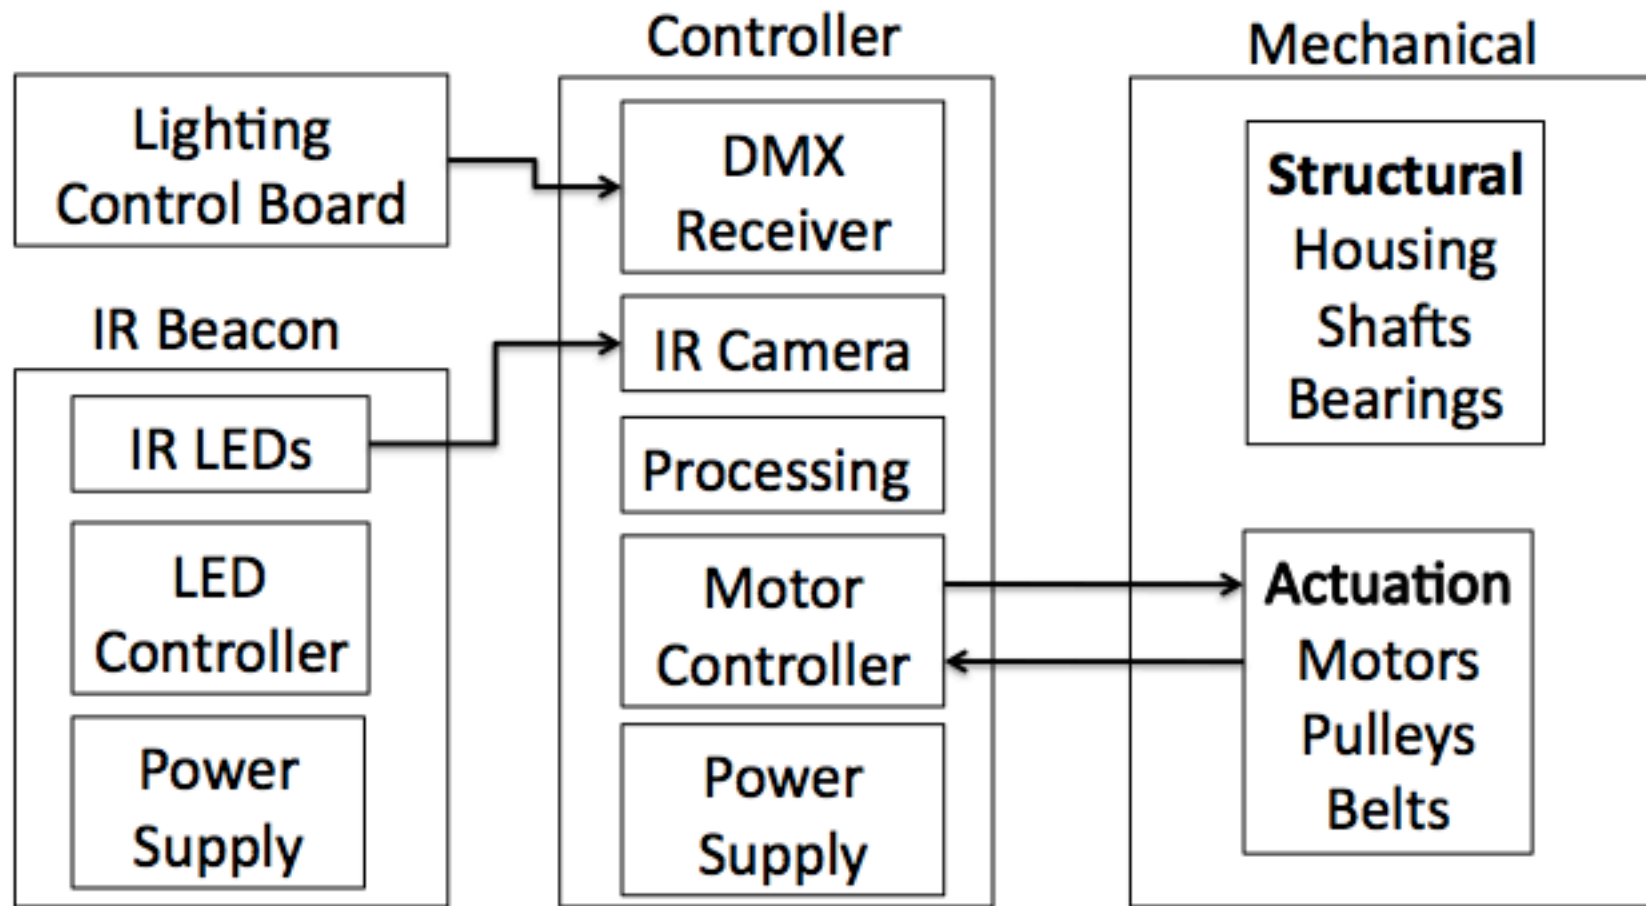 Lighting
Control Board
IR Beacon
IR LEDs
LED
Controller
Power
Supply
Controller
DMX
Receiver
IR Camera
Processing
Motor
Controller
Power
Supply
Mechanical
Structural
Housing
Shafts
Bearings
Actuation
Motors
Pulleys
Belts